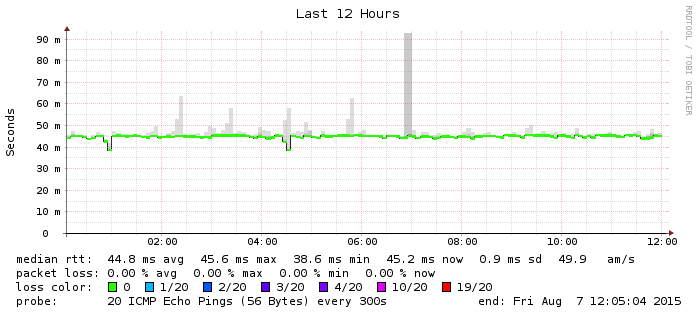 Last 12 Hours
RRDTOOL / TOBI OETIKER
Seconds
90 m
80 m
70 m
60 m
50 m
40 m
30 m
20 m
10 m
0
02:00 04:00 06:00 08:00 10:00 12:00
median rtt: 44.8 ms avg 45.6 ms max 38.6 ms min 45.2 ms now 0.9 ms sd 49.9 am/s
packet loss: 0.00 % avg 0.00 % max 0.00 % min 0.00 % now
loss color: 0 1/20 2/20 3/20 4/20 10/20 19/20
probe: 20 ICMP Echo Pings (56 Bytes) every 300s end: Fri Aug 7 12:05:04 2015